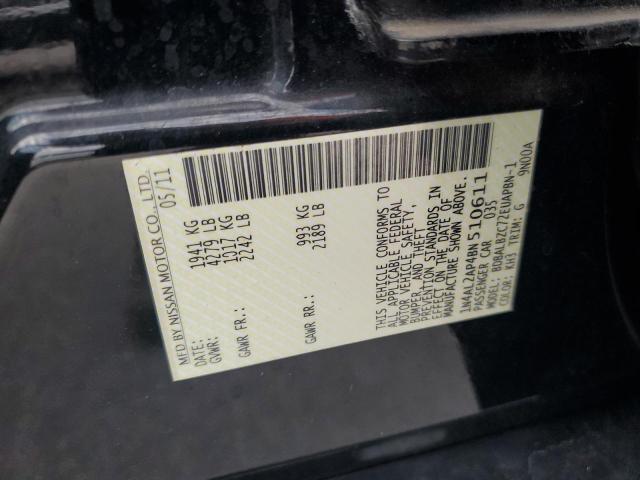 MFD BY NISSAN MOTOR CO., LTD.
DATE: 05/11
GVWR: 1941 KG
4279 LB
GAWR FR.: 1017 KG
2242 LB
GAWR RR.: 993 KG
2189 LB
THIS VEHICLE CONFORMS TO
ALL APPLICABLE FEDERAL
MOTOR VEHICLE SAFETY,
BUMPER, AND THEFT
PREVENTION STANDARDS IN
EFFECT ON THE DATE OF
MANUFACTURE SHOWN ABOVE.
1N4AL2AP4BN510611
PASSENGER CAR 035
MODEL: BDBALBZC72EUAPBN-1
COLOR: KH3 TRIM: G 9N00A